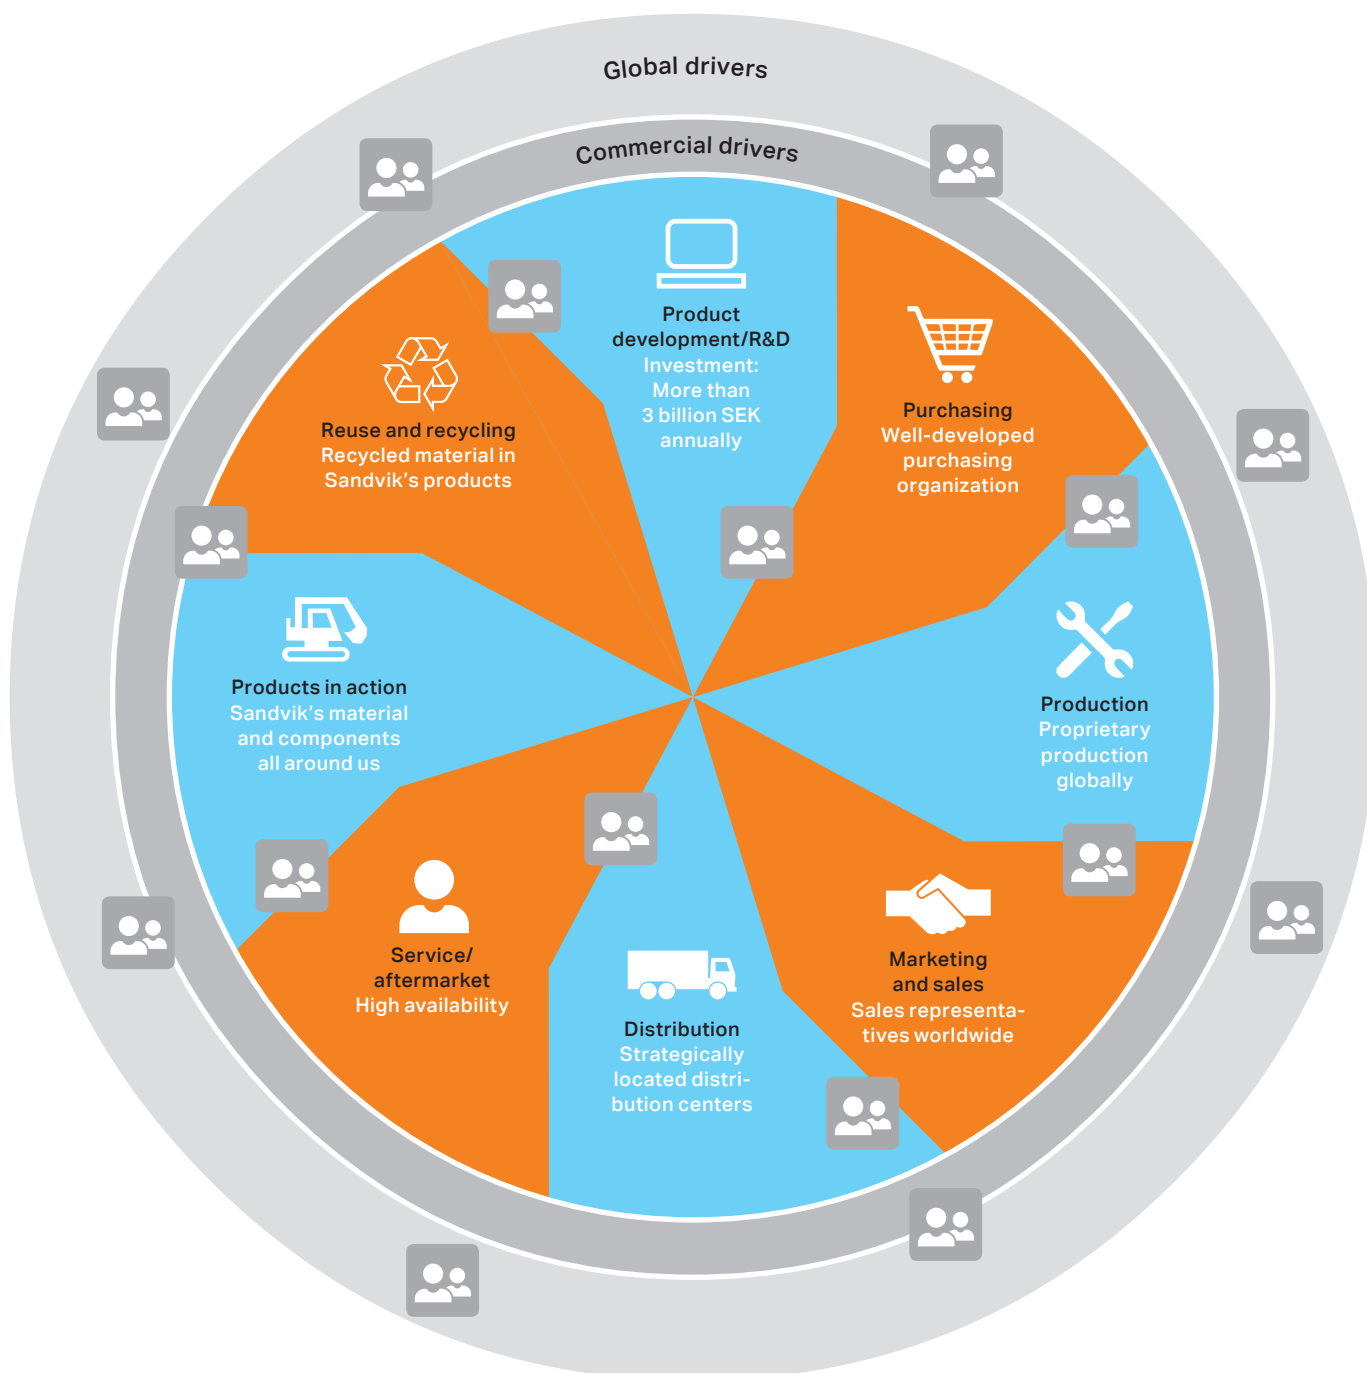 Global drivers
Commercial drivers
Product
development/R&D
Investment:
More than
3 billion SEK
annually
Purchasing
Well-developed
purchasing
organization
Production
Proprietary
production
globally
Marketing
and sales
Sales representa-
tives worldwide
Distribution
Strategically
located distri-
bution centers
Service/
aftermarket
High availability
Products in action
Sandvik’s material
and components
all around us
Reuse and recycling
Recycled material in
Sandvik’s products